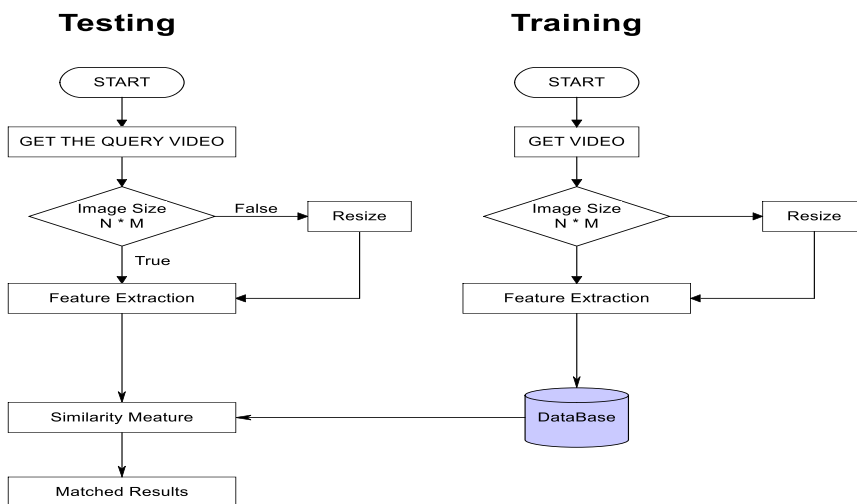 Testing
START
GET THE QUERY VIDEO
Image Size
N * M
False
Resize
True
Feature Extraction
Similarity Meature
Matched Results
Training
START
GET VIDEO
Image Size
N * M
Resize
Feature Extraction
DataBase